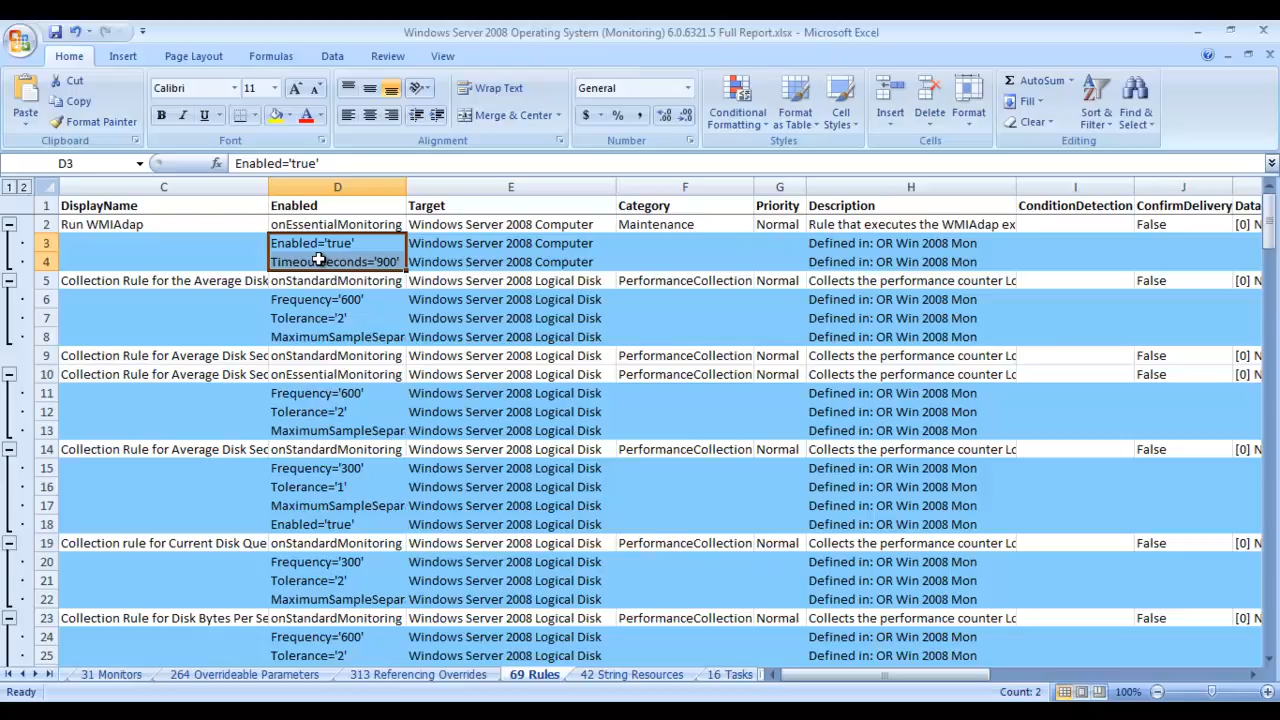 Windows Server 2008 Operating System (Monitoring) 6.0.6321.5 Full Report.xlsx - Microsoft Excel
Home Insert Page Layout Formulas Data Review View
Paste Cut Copy Format Painter Clipboard
Calibri 11 A A B I U A Font
Wrap Text Merge & Center Alignment
General $ % , Number
Conditional Formatting Format as Table Cell Styles Styles
Insert Delete Format Cells
AutoSum Fill Clear Sort & Filter Find & Select Editing
D3 fx Enabled='true'
1 2 C D E F G H I J
1 DisplayName Enabled Target Category Priority Description ConditionDetection ConfirmDelivery Data
2 Run WMIAdap onEssentialMonitoring Windows Server 2008 Computer Maintenance Normal Rule that executes the WMIAdap ex False [0] N
3 Enabled='true' Windows Server 2008 Computer Defined in: OR Win 2008 Mon
4 Windows Server 2008 Computer Defined in: OR Win 2008 Mon
5 Collection Rule for the Average Disk onStandardMonitoring Windows Server 2008 Logical Disk PerformanceCollection Normal Collects the performance counter Lo False [0] N
6 Frequency='600' Windows Server 2008 Logical Disk Defined in: OR Win 2008 Mon
7 Tolerance='2' Windows Server 2008 Logical Disk Defined in: OR Win 2008 Mon
8 MaximumSampleSepar Windows Server 2008 Logical Disk Defined in: OR Win 2008 Mon
9 Collection Rule for Average Disk Sec onStandardMonitoring Windows Server 2008 Logical Disk PerformanceCollection Normal Collects the performance counter Lo False [0] N
10 Collection Rule for Average Disk Sec onEssentialMonitoring Windows Server 2008 Logical Disk PerformanceCollection Normal Collects the performance counter Lo False [0] N
11 Frequency='600' Windows Server 2008 Logical Disk Defined in: OR Win 2008 Mon
12 Tolerance='2' Windows Server 2008 Logical Disk Defined in: OR Win 2008 Mon
13 MaximumSampleSepar Windows Server 2008 Logical Disk Defined in: OR Win 2008 Mon
14 Collection Rule for Average Disk Sec onStandardMonitoring Windows Server 2008 Logical Disk PerformanceCollection Normal Collects the performance counter Lo False [0] N
15 Frequency='300' Windows Server 2008 Logical Disk Defined in: OR Win 2008 Mon
16 Tolerance='1' Windows Server 2008 Logical Disk Defined in: OR Win 2008 Mon
17 MaximumSampleSepar Windows Server 2008 Logical Disk Defined in: OR Win 2008 Mon
18 Enabled='true' Windows Server 2008 Logical Disk Defined in: OR Win 2008 Mon
19 Collection rule for Current Disk Que onStandardMonitoring Windows Server 2008 Logical Disk PerformanceCollection Normal Collects the performance counter Lo False [0] N
20 Frequency='300' Windows Server 2008 Logical Disk Defined in: OR Win 2008 Mon
21 Tolerance='2' Windows Server 2008 Logical Disk Defined in: OR Win 2008 Mon
22 MaximumSampleSepar Windows Server 2008 Logical Disk Defined in: OR Win 2008 Mon
23 Collection Rule for Disk Bytes Per Se onStandardMonitoring Windows Server 2008 Logical Disk PerformanceCollection Normal Collects the performance counter Lo False [0] N
24 Frequency='600' Windows Server 2008 Logical Disk Defined in: OR Win 2008 Mon
25 Tolerance='2' Windows Server 2008 Logical Disk Defined in: OR Win 2008 Mon
31 Monitors 264 Overrideable Parameters 313 Referencing Overrides 69 Rules 42 String Resources 16 Tasks
Ready Count: 2 100%